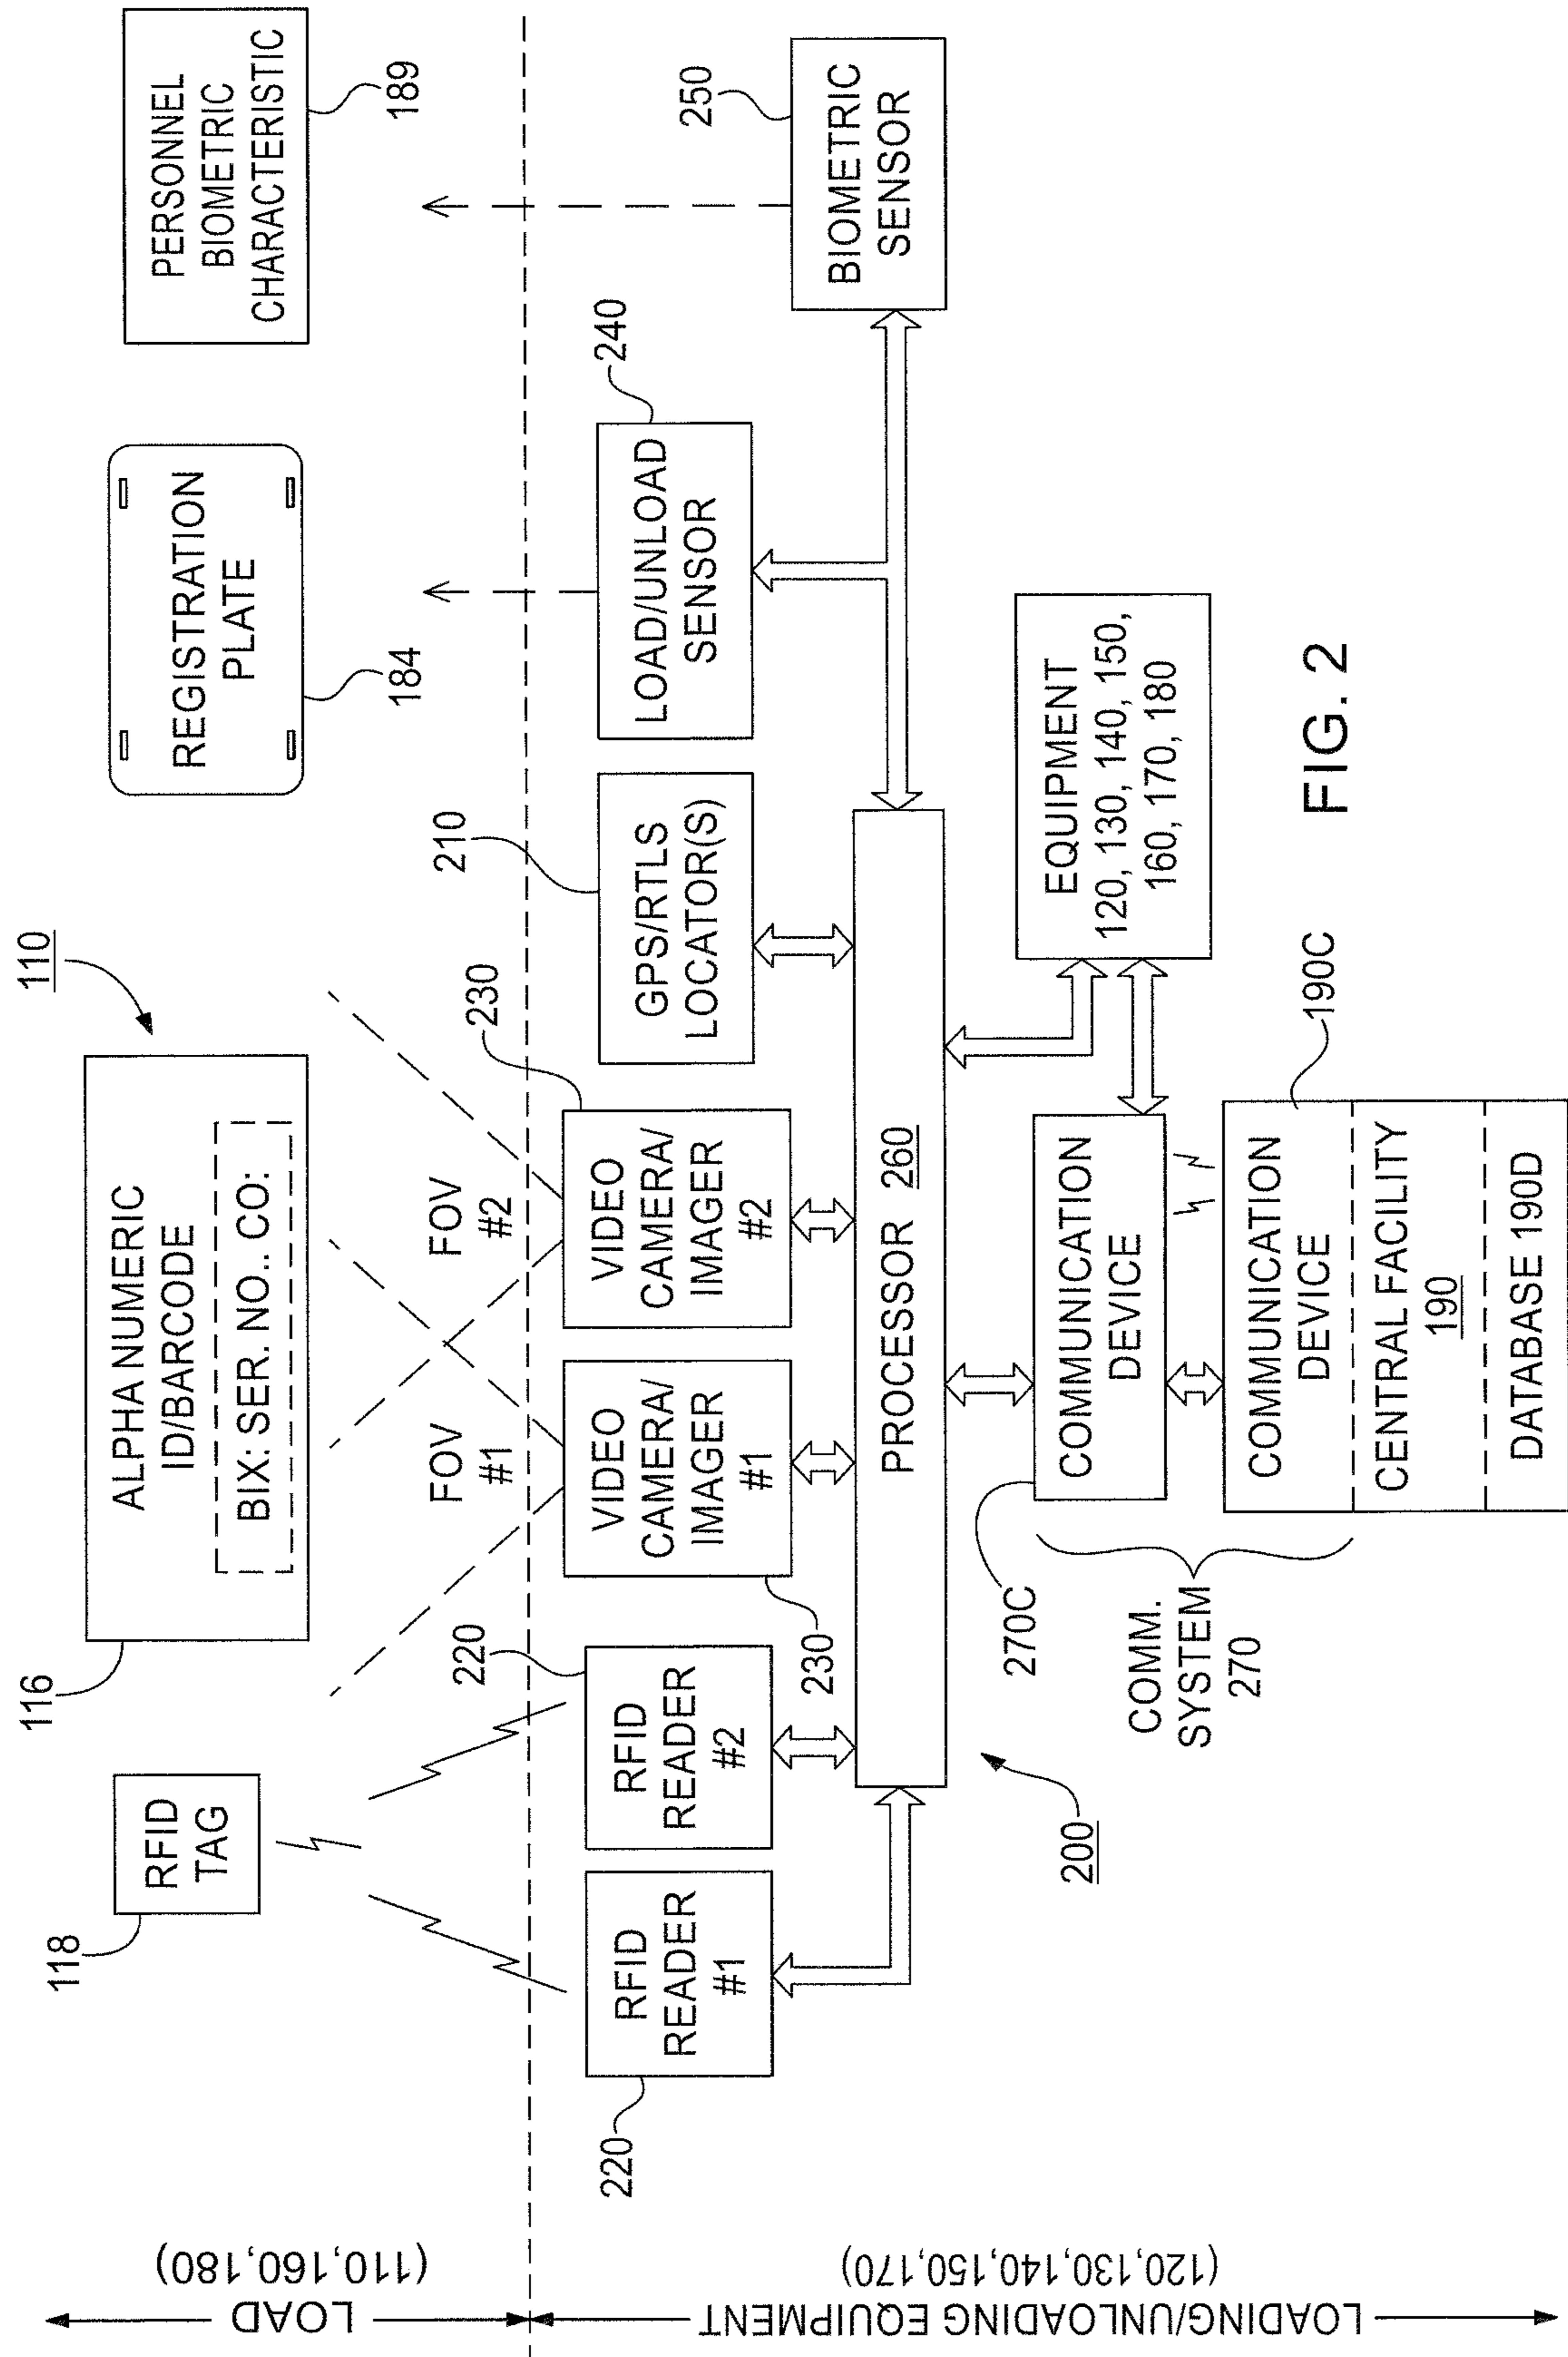 110
116
118
RFID
TAG
ALPHA NUMERIC
ID/BARCODE
BIX: SER. NO.. CO:
REGISTRATION
PLATE
184
PERSONNEL
BIOMETRIC
CHARACTERISTIC
189
LOAD
(110,160,180)
FOV
#1
FOV
#2
220
RFID
READER
#1
220
RFID
READER
#2
230
VIDEO
CAMERA/
IMAGER
#1
230
VIDEO
CAMERA/
IMAGER
#2
210
GPS/RTLS
LOCATOR(S)
240
LOAD/UNLOAD
SENSOR
250
BIOMETRIC
SENSOR
PROCESSOR 260
LOADING/UNLOADING EQUIPMENT
(120,130,140,150,170)
200
270C
COMMUNICATION
DEVICE
EQUIPMENT
120, 130, 140, 150,
160, 170, 180
COMM.
SYSTEM
270
190C
COMMUNICATION
DEVICE
CENTRAL FACILITY
190
DATABASE 190D
FIG. 2